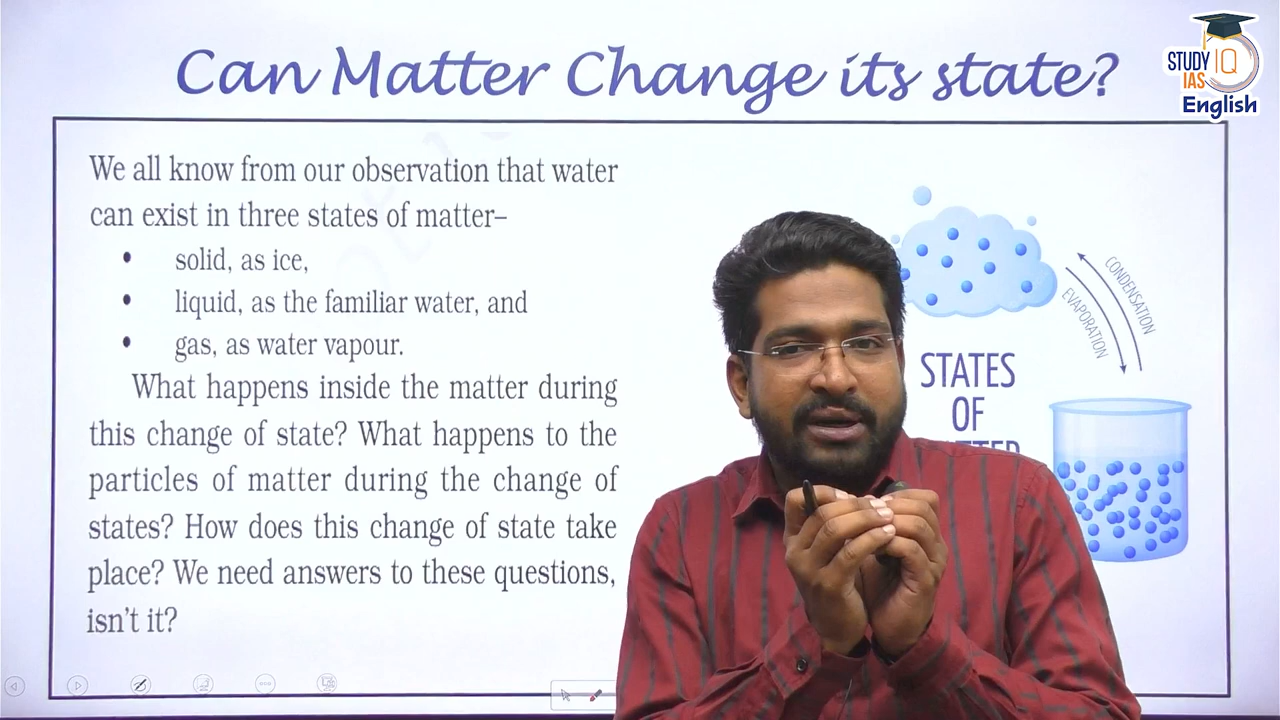 Can Matter Change its state?
STUDY IQ
IAS
English
We all know from our observation that water
can exist in three states of matter–
• solid, as ice,
• liquid, as the familiar water, and
• gas, as water vapour.
What happens inside the matter during
this change of state? What happens to the
particles of matter during the change of
states? How does this change of state take
place? We need answers to these questions,
isn't it?
CONDENSATION
EVAPORATION
STATES
OF